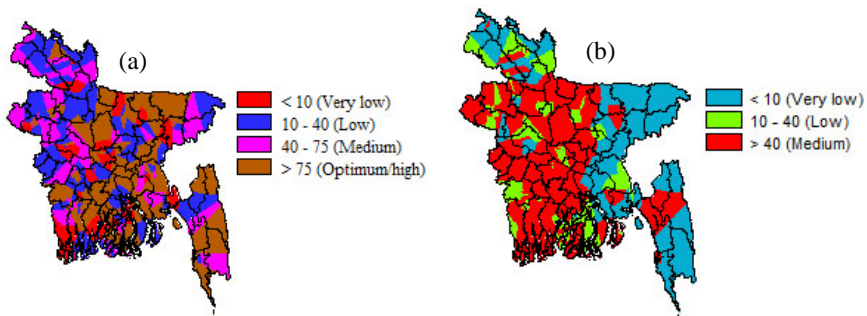 (a)
< 10 (Very low)
10 - 40 (Low)
40 - 75 (Medium)
> 75 (Optimum/high)
(b)
< 10 (Very low)
10 - 40 (Low)
> 40 (Medium)